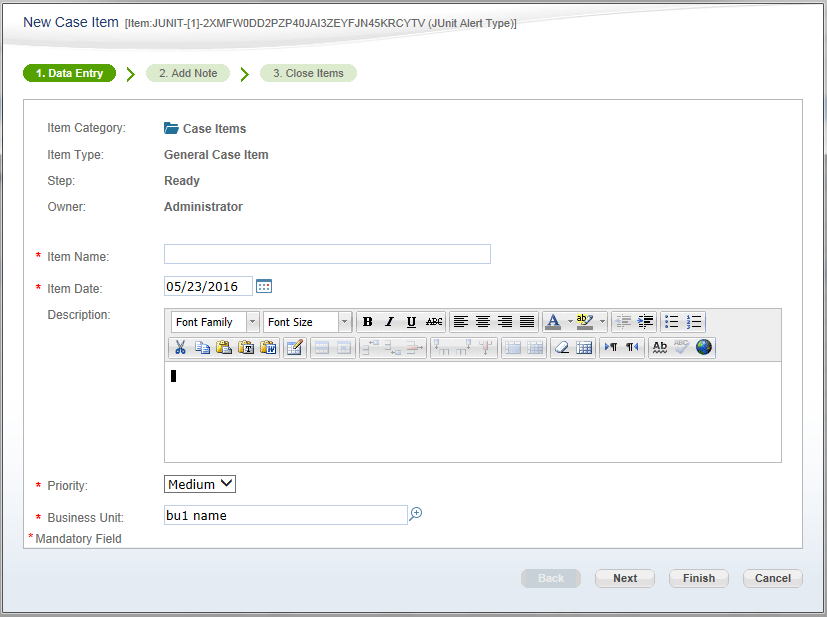 New Case Item [Item:JUNIT-[1]-2XMFW0DD2PZP40JAI3ZEYFJN45KRCYTV (JUnit Alert Type)]
1. Data Entry 2. Add Note 3. Close Items
Item Category: Case Items
Item Type: General Case Item
Step: Ready
Owner: Administrator
* Item Name:
* Item Date: 05/23/2016
Description:
Font Family Font Size B I U ABC A ab
T W Ab ABC
* Priority: Medium
* Business Unit: bu1 name
* Mandatory Field
Back Next Finish Cancel